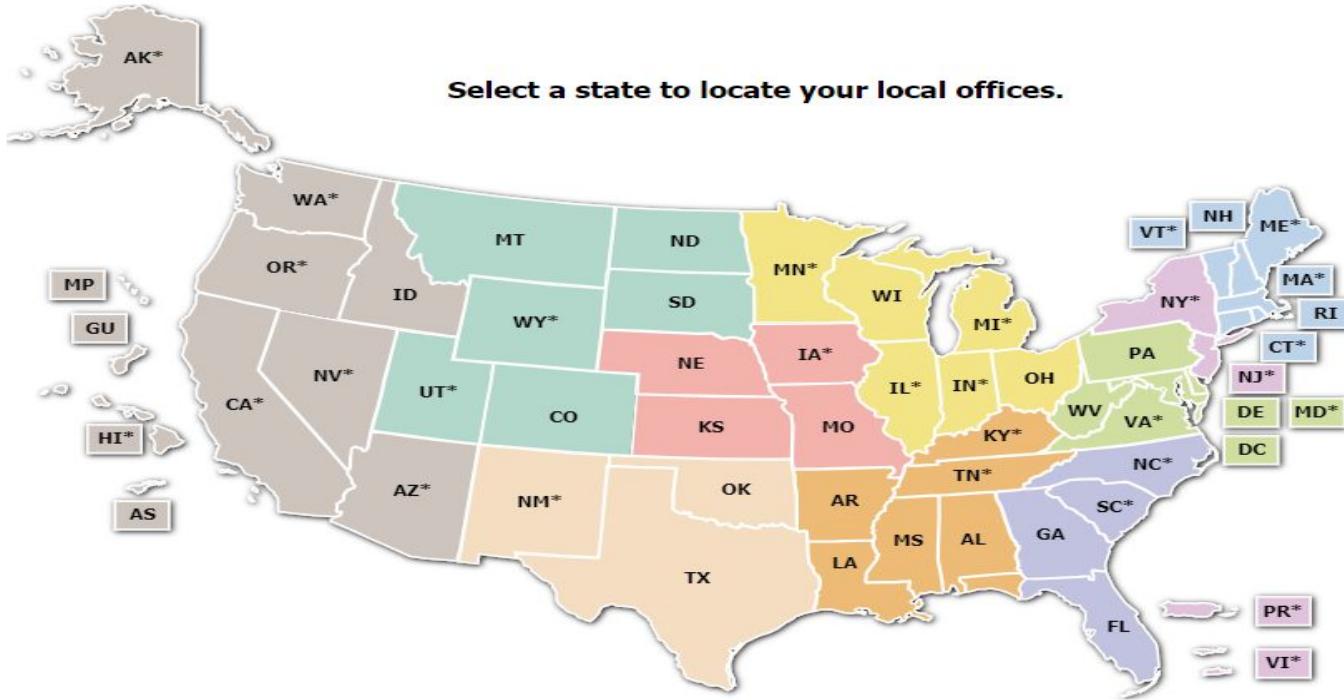 AK*
Select a state to locate your local offices.
WA*
MT
ND
MN*
VT*
NH
ME*
OR*
ID
SD
WI
MI*
NY*
MA*
MP
WY*
RI
GU
NV*
UT*
NE
IA*
IL*
IN*
OH
PA
CT*
NJ*
CA*
CO
KS
MO
WV
VA*
DE
MD*
HI*
KY*
DC
AZ*
NM*
OK
AR
TN*
NC*
SC*
AS
TX
LA
MS
AL
GA
FL
PR*
VI*